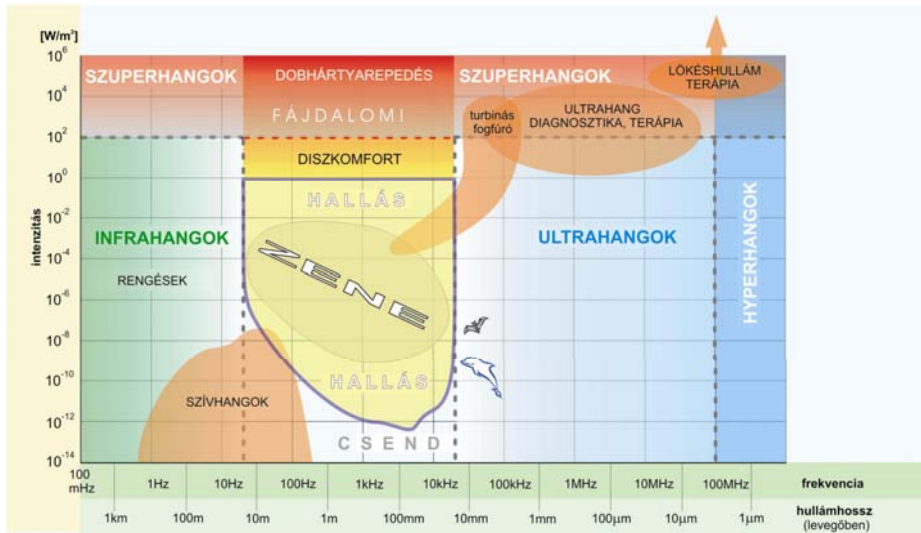 [W/m²]
10⁶
10⁴
10²
10⁰
10⁻²
10⁻⁴
10⁻⁶
10⁻⁸
10⁻¹⁰
10⁻¹²
10⁻¹⁴
intenzitás
SZUPERHANGOK
DOBHÁRTYAREPEDÉS
SZUPERHANGOK
LÖKÉSHULLÁM
TERÁPIA
FÁJDALOMI
turbinás
fogfúró
ULTRAHANG
DIAGNOSZTIKA, TERÁPIA
DISZKOMFORT
HALLÁS
INFRAHANGOK
ZENE
ULTRAHANGOK
HYPERHANGOK
RENGÉSEK
HALLÁS
SZÍVHANGOK
CSEND
100
mHz
1Hz
10Hz
100Hz
1kHz
10kHz
100kHz
1MHz
10MHz
100MHz
frekvencia
1km
100m
10m
1m
100mm
10mm
1mm
100µm
10µm
1µm
hullámhossz
(levegőben)